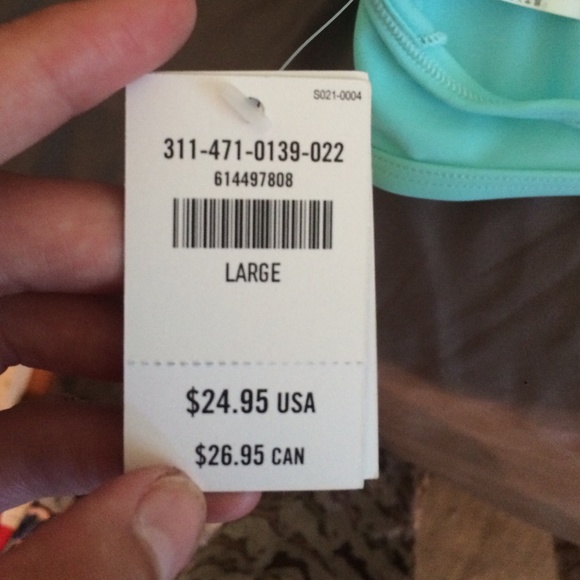 S021-0004
311-471-0139-022
614497808
LARGE
$24.95 USA
$26.95 CAN